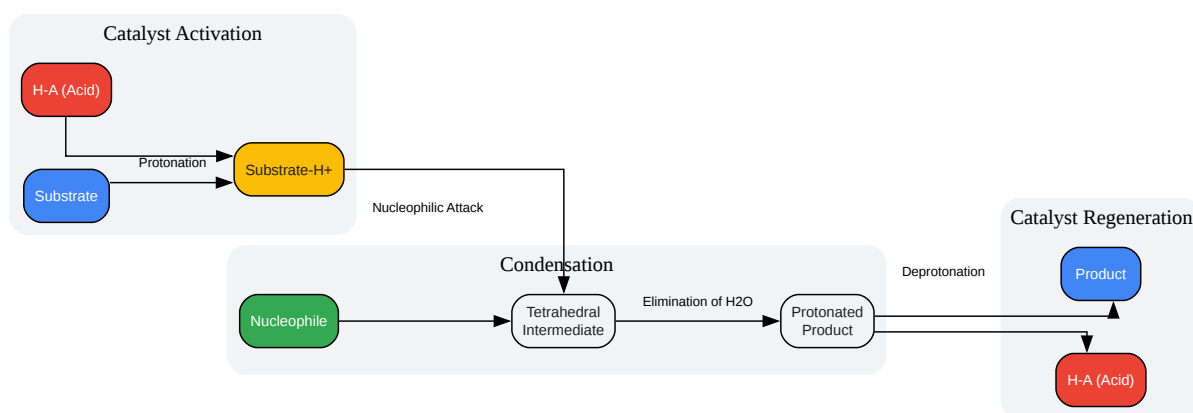 Catalyst Activation
H-A (Acid)
Protonation
Substrate-H+
Substrate
Nucleophilic Attack
Condensation
Nucleophile
Tetrahedral
Intermediate
Elimination of H2O
Protonated
Product
Deprotonation
Catalyst Regeneration
Product
H-A (Acid)